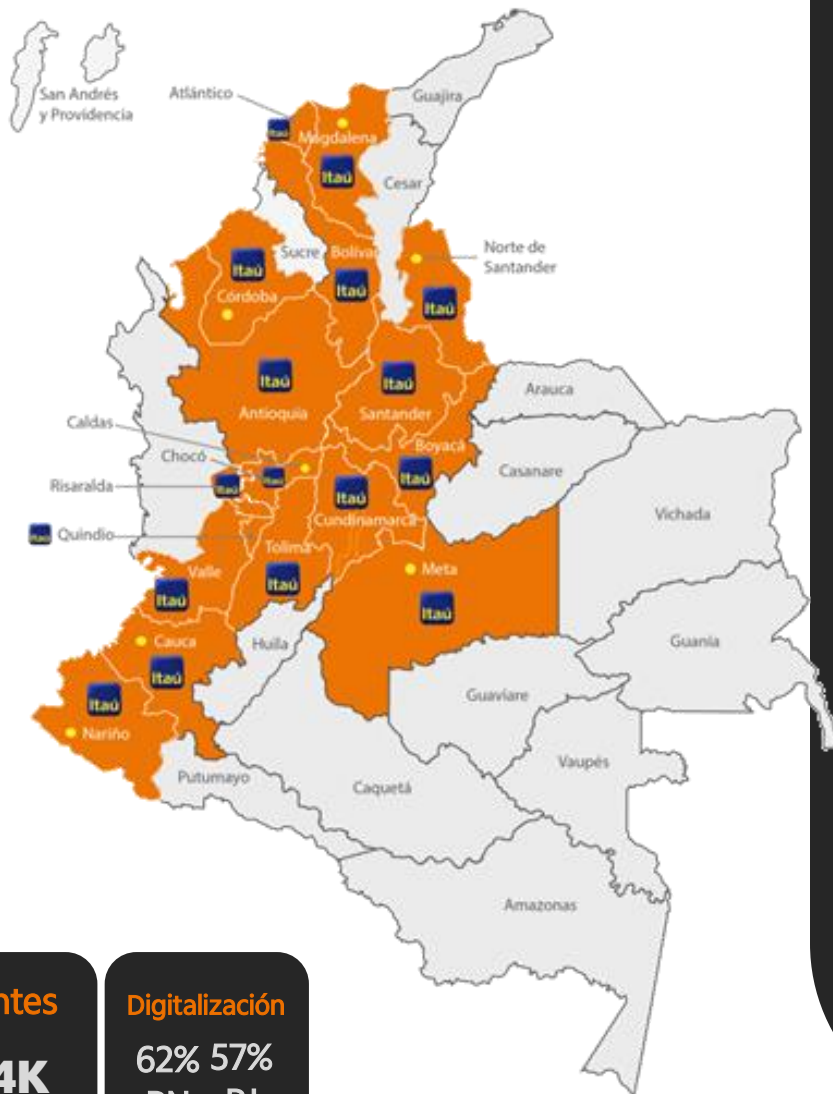 San Andrés
y Providencia
Atlántico
Guajira
Itaú
Magdalena
Itaú
Cesar
Sucre
Bolívar
Norte de
Santander
Itaú
Itaú
Córdoba
Itaú
Itaú
Itaú
Antioquia
Santander
Arauca
Caldas
Chocó
Boyacá
Casanare
Risaralda
Itaú
Itaú
Itaú
Itaú
Cundinamarca
Vichada
Itaú
Quindio
Tolima
Valle
Meta
Itaú
Itaú
Itaú
Cauca
Huila
Guania
Itaú
Itaú
Guaviare
Nariño
Putumayo
Caquetá
Vaupés
Amazonas
ntes
4K
Digitalización
62% 57%